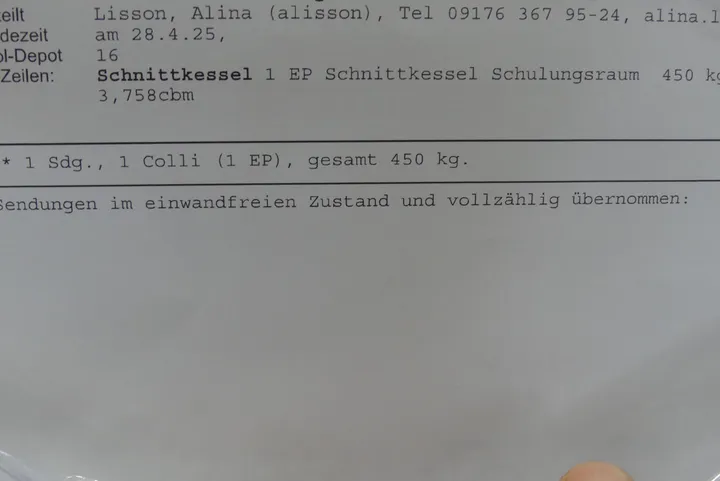 eilt Lisson, Alina (alisson), Tel 09176 367 95-24, alina.l
dezeit am 28.4.25,
ol-Depot 16
Zeilen: Schnittkessel 1 EP Schnittkessel Schulungsraum 450 kg
3,758cbm
* 1 Sdg., 1 Colli (1 EP), gesamt 450 kg.
Sendungen im einwandfreien Zustand und vollzählig übernommen: